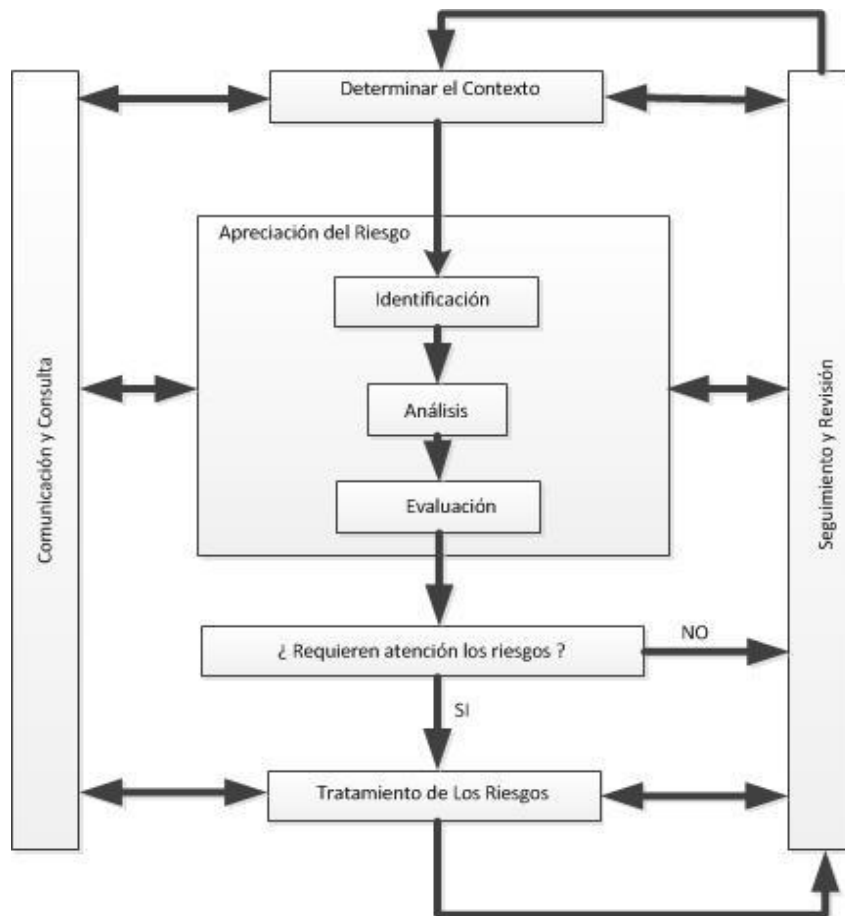 Determinar el Contexto
Comunicación y Consulta
Seguimiento y Revisión
Apreciación del Riesgo
Identificación
Análisis
Evaluación
¿ Requieren atención los riesgos ?
NO
SI
Tratamiento de Los Riesgos